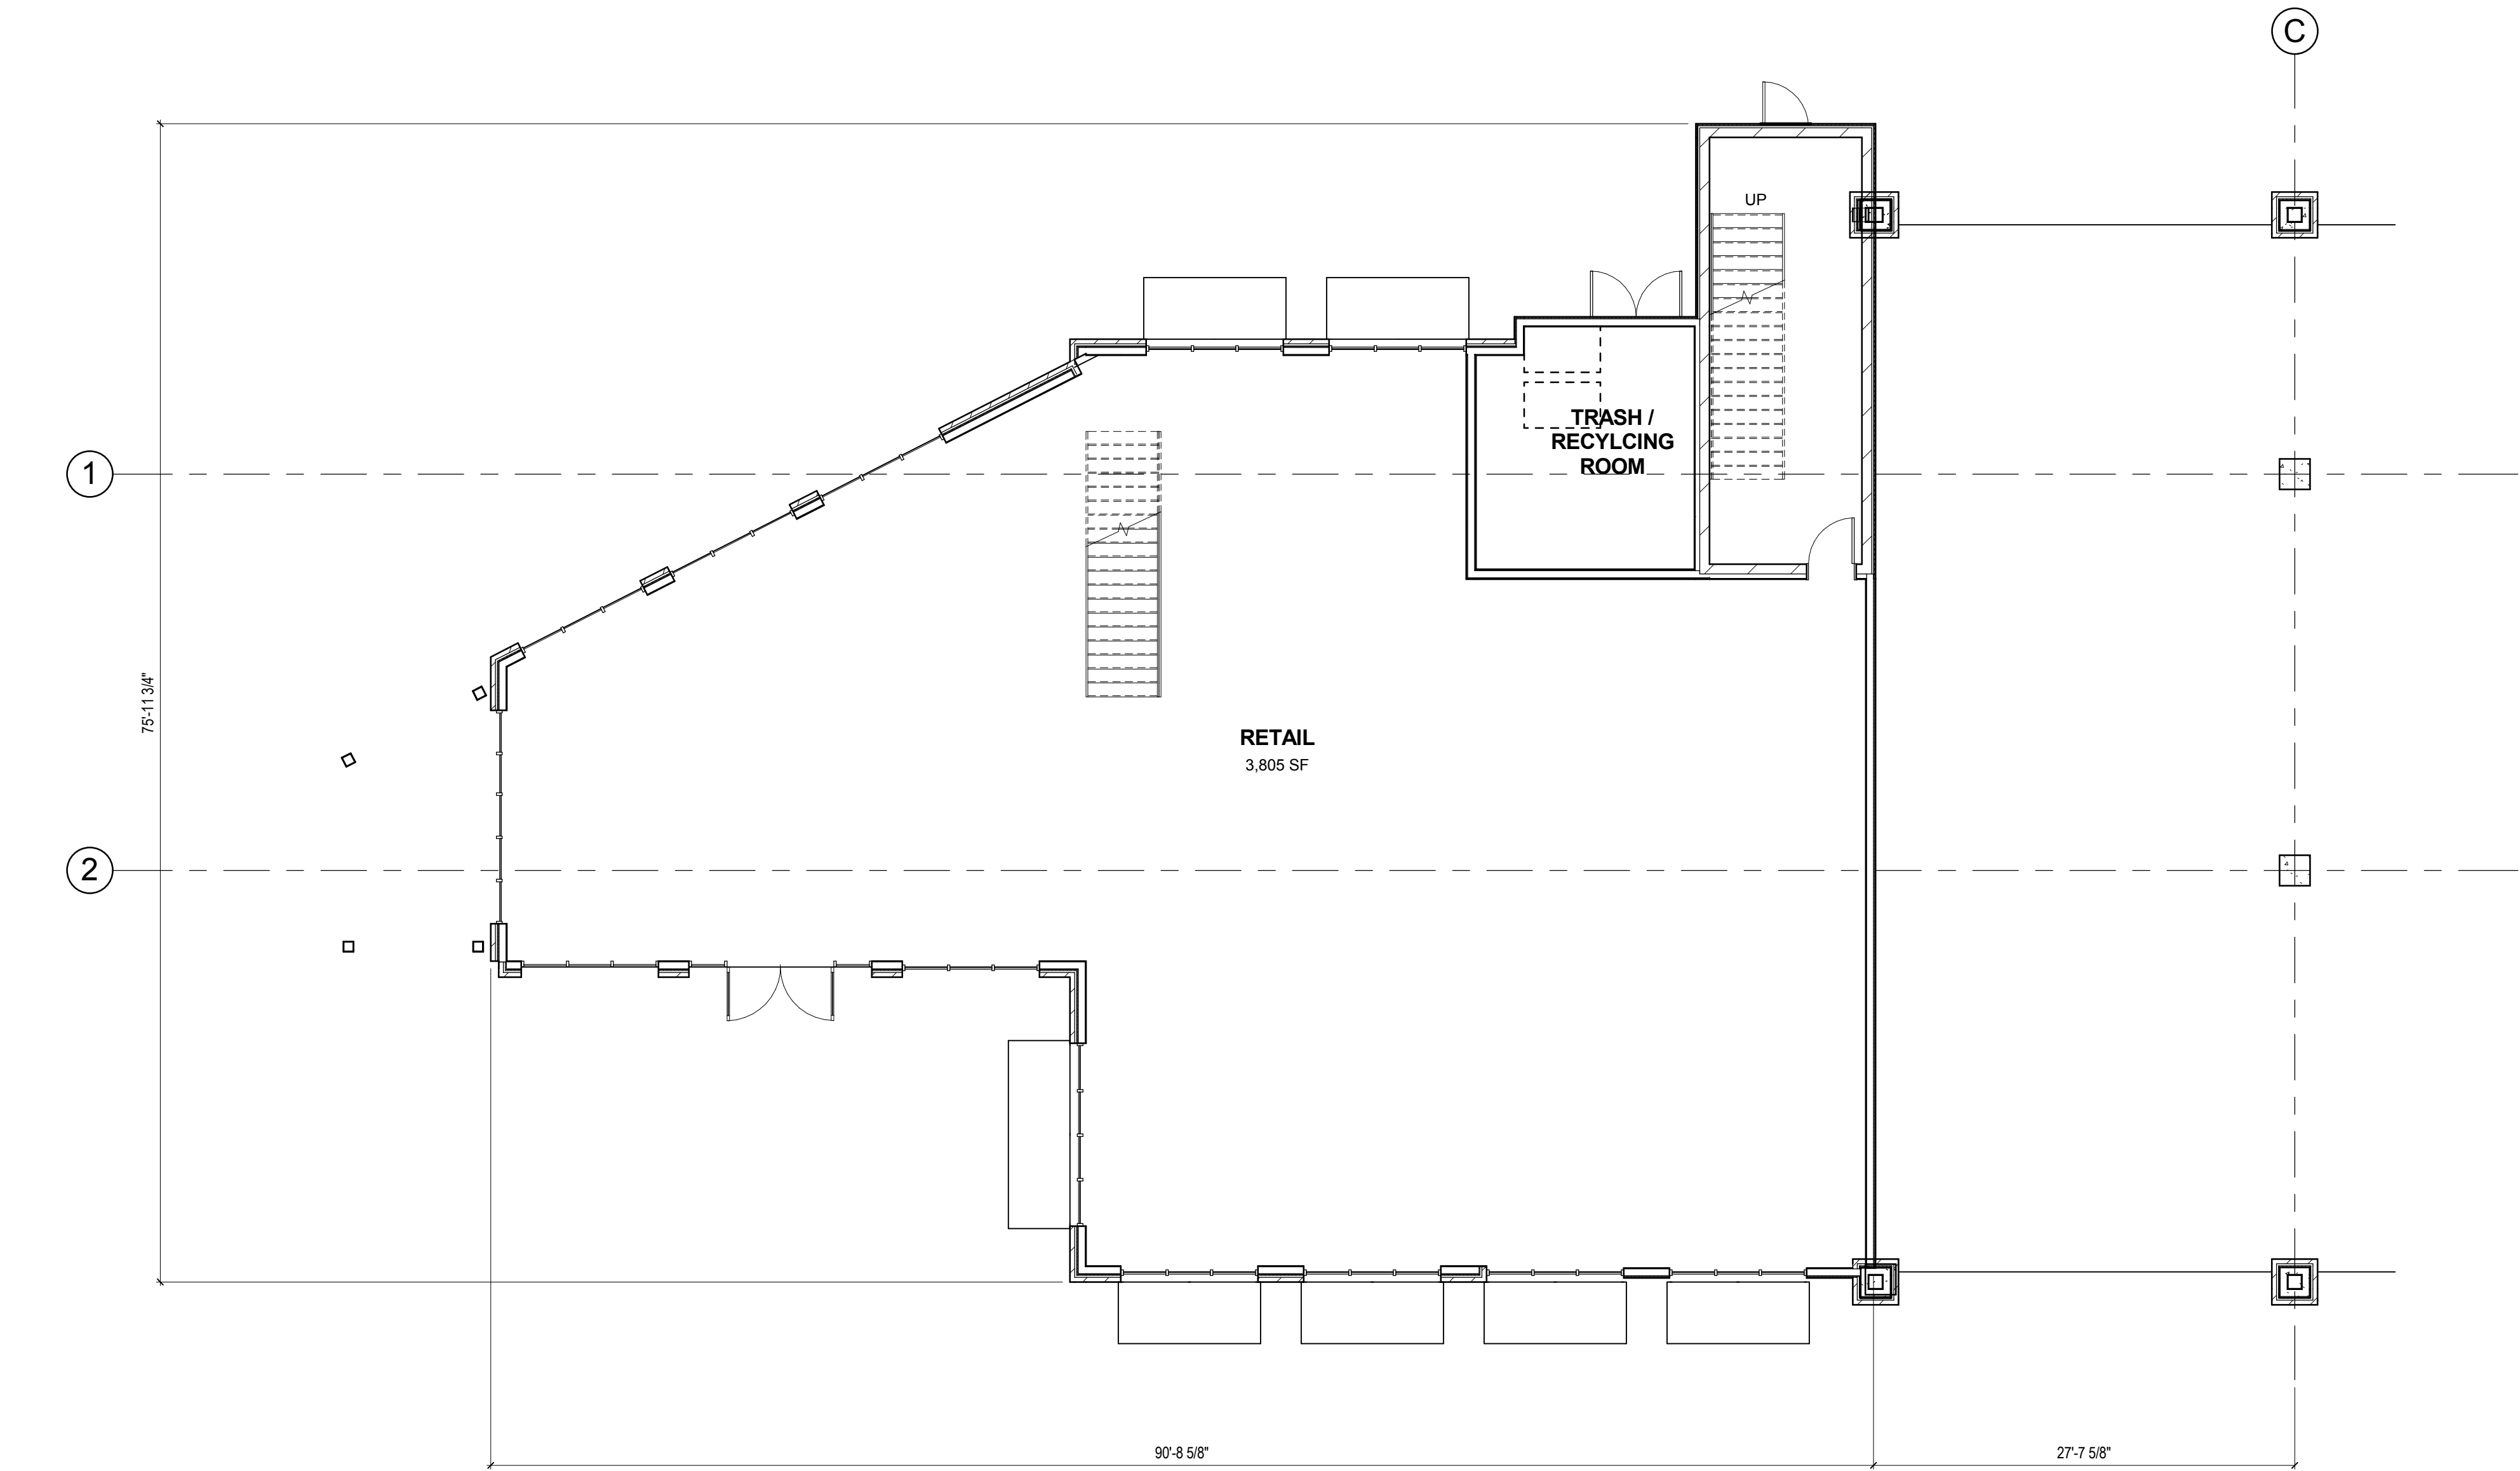 C
UP
TRASH /
RECYLCING
ROOM
1
75'-11 3/4"
RETAIL
3,805 SF
2
90'-8 5/8"
27'-7 5/8"